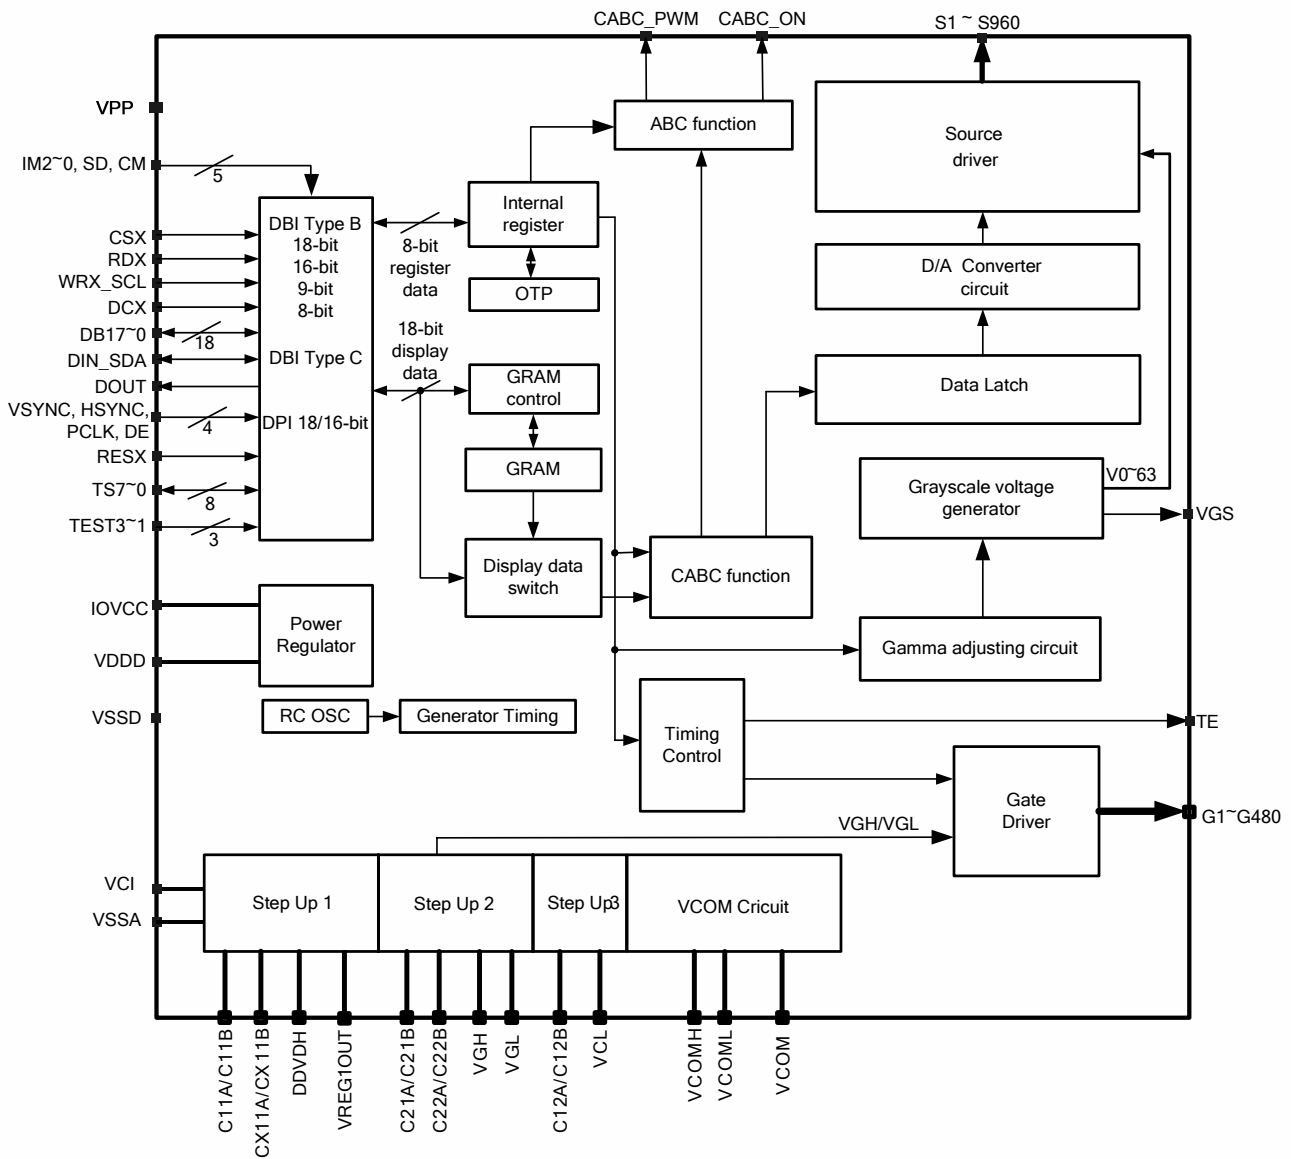 CABC_PWM
CABC_ON
S1 ~ S960
VPP
IM2~0, SD, CM
5
ABC function
Source
driver
DBI Type B
18-bit
16-bit
9-bit
8-bit
DBI Type C
DPI 18/16-bit
CSX
RDX
WRX_SCL
DCX
DB17~0
18
DIN_SDA
DOUT
VSYNC, HSYNC,
PCLK, DE
4
RESX
TS7~0
8
TEST3~1
3
8-bit
register
data
Internal
register
OTP
18-bit
display
data
GRAM
control
GRAM
Display data
switch
CABC function
D/A Converter
circuit
Data Latch
Grayscale voltage
generator
V0~63
VGS
Gamma adjusting circuit
IOVCC
VDDD
Power
Regulator
VSSD
RC OSC
Generator Timing
Timing
Control
TE
Gate
Driver
G1~G480
VGH/VGL
VCI
VSSA
Step Up 1
Step Up 2
Step Up3
VCOM Cricuit
C11A/C11B
CX11A/CX11B
DDVDH
VREG1OUT
C21A/C21B
C22A/C22B
VGH
VGL
C12A/C12B
VCL
VCOMH
VCOML
VCOM